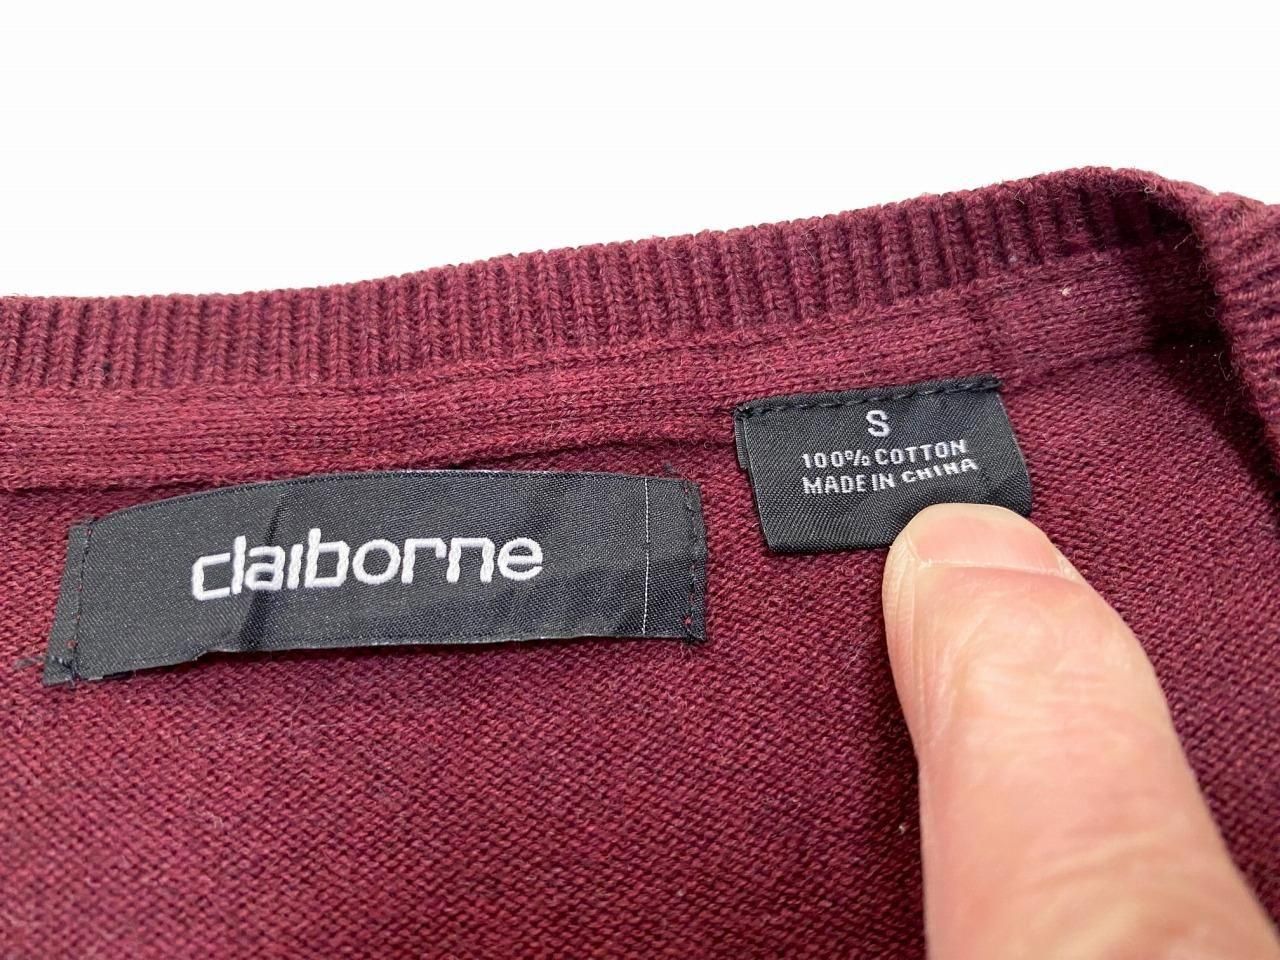 claiborne
S
100% COTTON
MADE IN CHINA